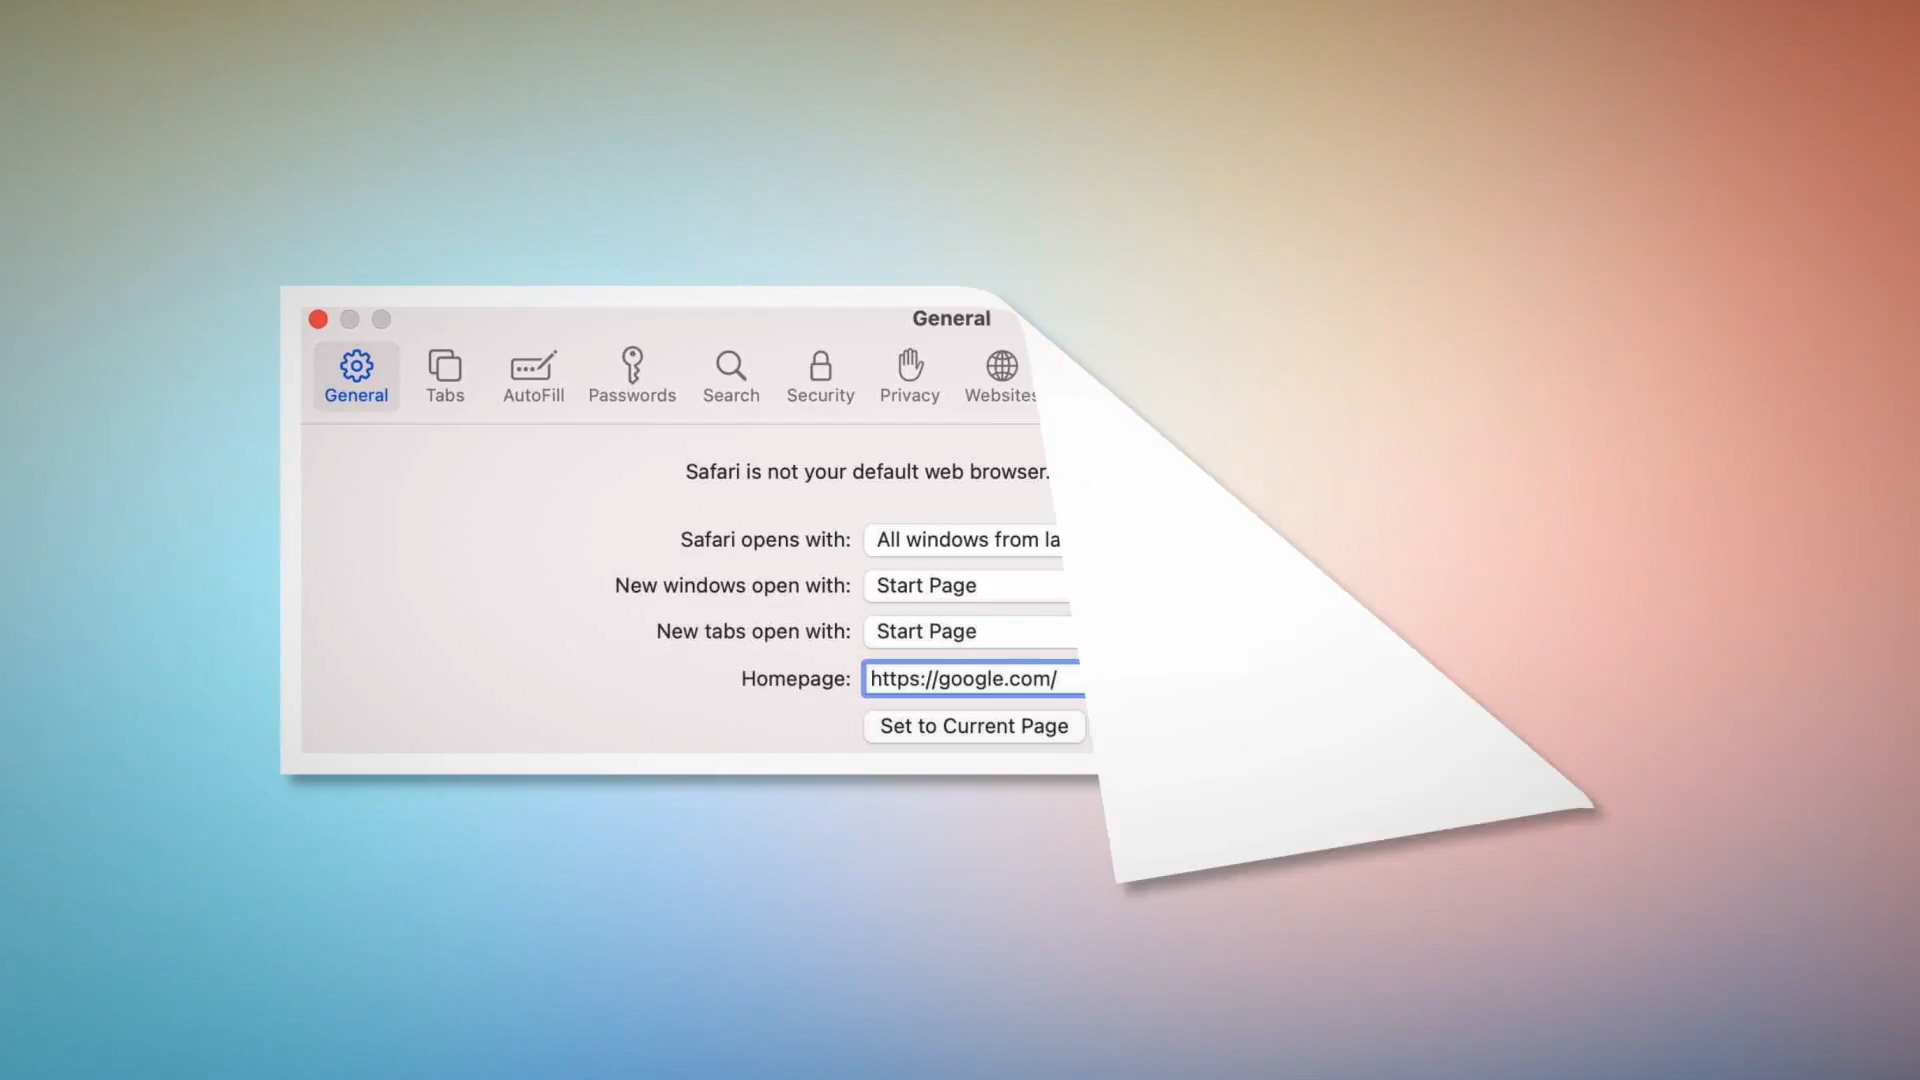 General
General Tabs AutoFill Passwords Search Security Privacy Websites
Safari is not your default web browser.
Safari opens with: All windows from la
New windows open with: Start Page
New tabs open with: Start Page
Homepage: https://google.com/
Set to Current Page